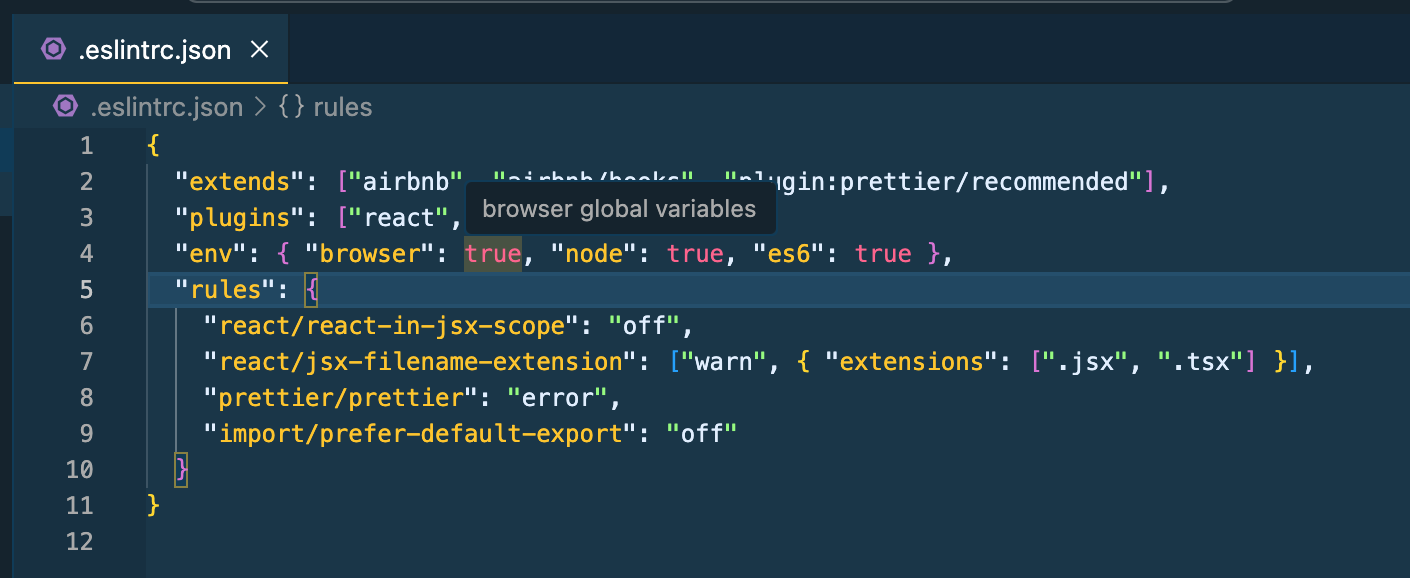 .eslintrc.json
.eslintrc.json > {} rules
1 {
2 "extends": ["airbnb", "airbnb/hooks", "plugin:prettier/recommended"],
3 "plugins": ["react",
browser global variables
4 "env": { "browser": true, "node": true, "es6": true },
5 "rules": {
6 "react/react-in-jsx-scope": "off",
7 "react/jsx-filename-extension": ["warn", { "extensions": [".jsx", ".tsx"] }],
8 "prettier/prettier": "error",
9 "import/prefer-default-export": "off"
10 }
11 }
12